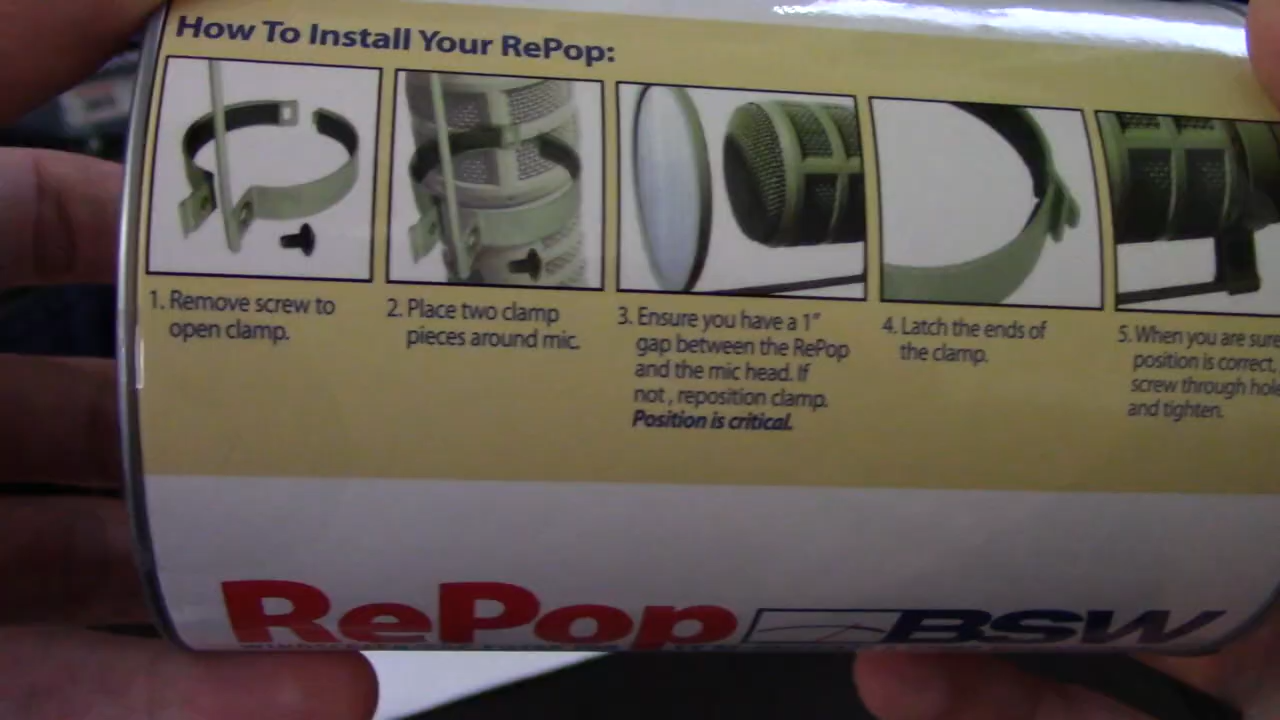 How To Install Your RePop:
1. Remove screw to
open clamp.
2. Place two clamp
pieces around mic.
3. Ensure you have a 1"
gap between the RePop
and the mic head. If
not, reposition clamp.
Position is critical.
4. Latch the ends of
the clamp.
5. When you are sure
position is correct,
screw through hole
and tighten.
RePop BSW